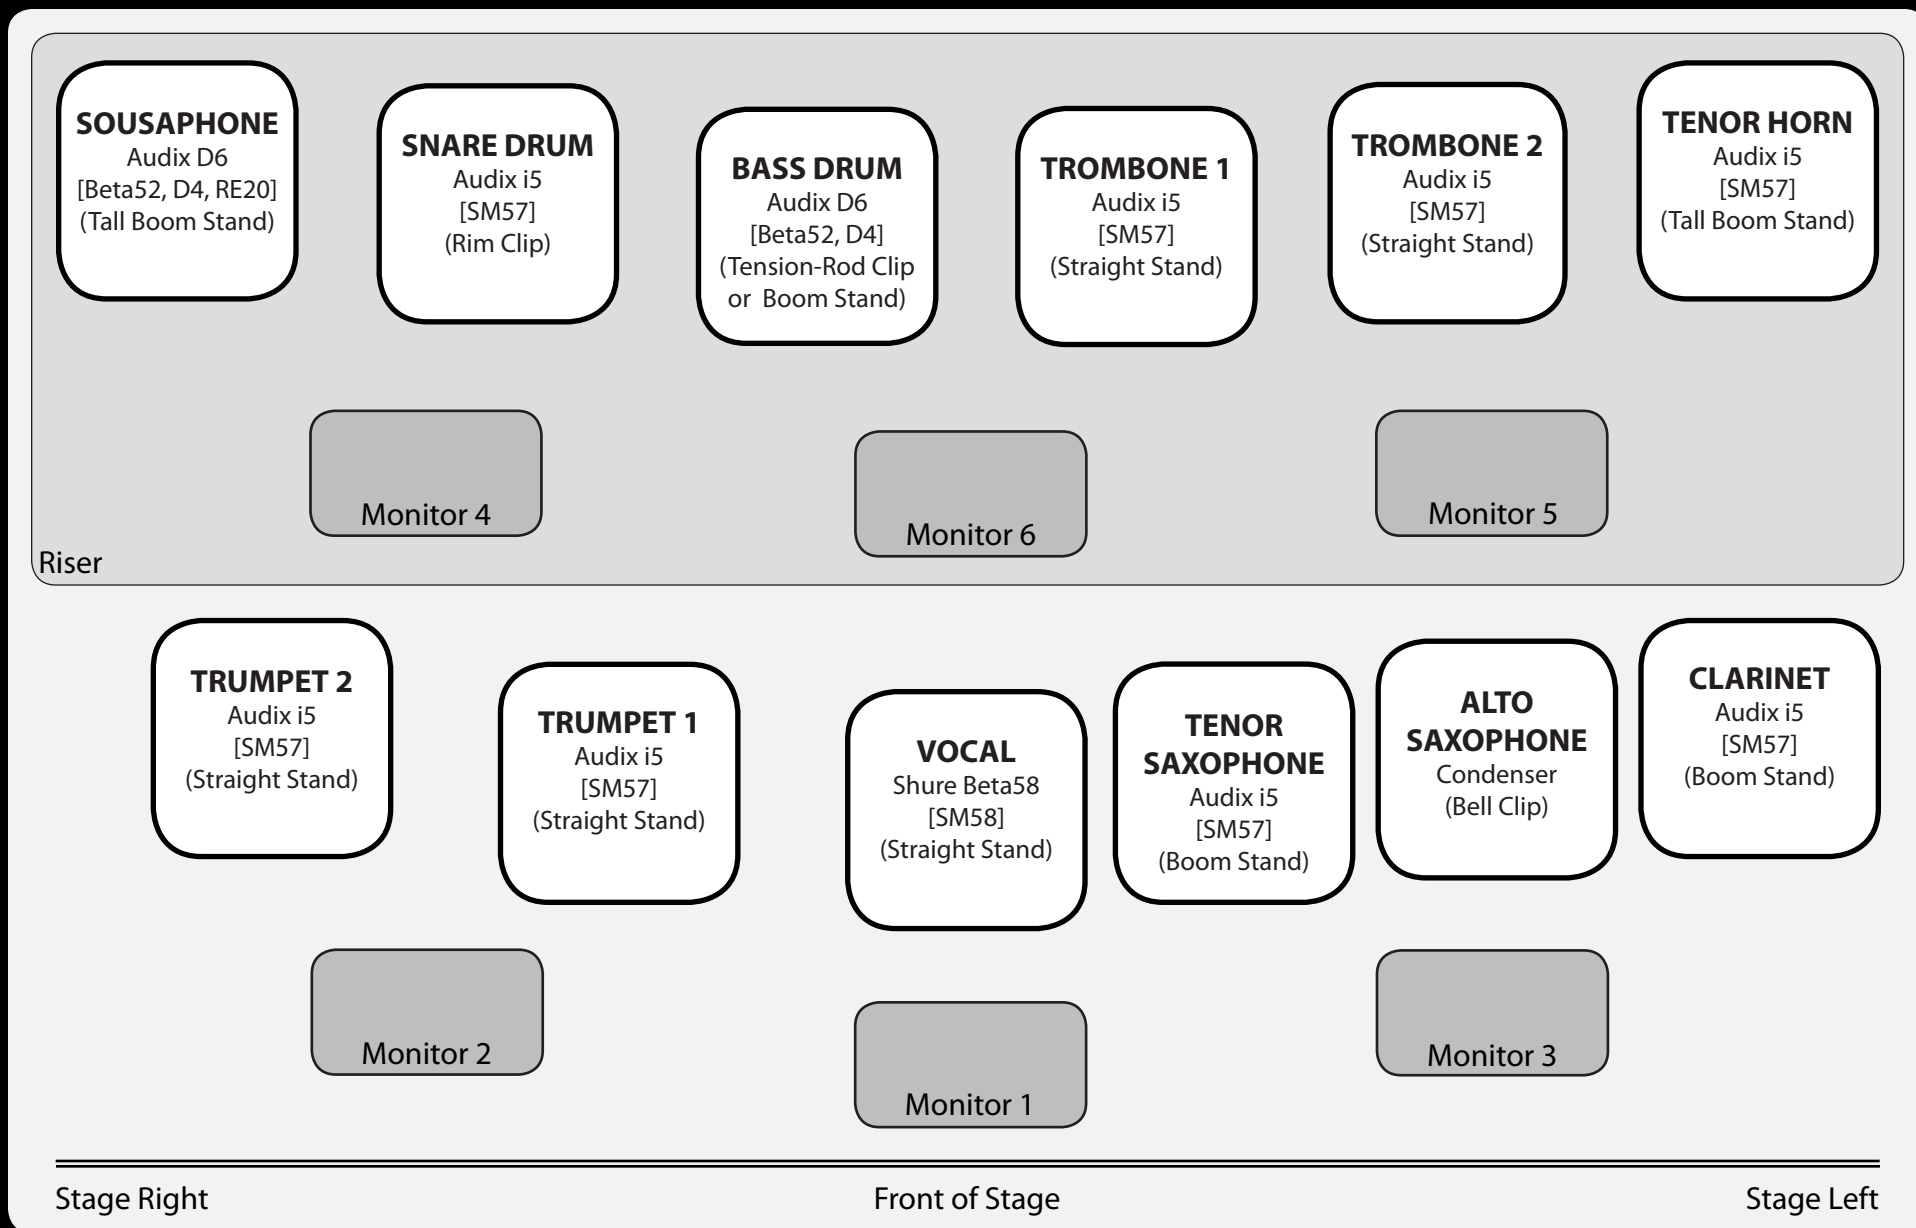 SOUSAPHONE
Audix D6
[Beta52, D4, RE20]
(Tall Boom Stand)
SNARE DRUM
Audix i5
[SM57]
(Rim Clip)
BASS DRUM
Audix D6
[Beta52, D4]
(Tension-Rod Clip
or Boom Stand)
TROMBONE 1
Audix i5
[SM57]
(Straight Stand)
TROMBONE 2
Audix i5
[SM57]
(Straight Stand)
TENOR HORN
Audix i5
[SM57]
(Tall Boom Stand)
Monitor 4
Monitor 6
Monitor 5
Riser
TRUMPET 2
Audix i5
[SM57]
(Straight Stand)
TRUMPET 1
Audix i5
[SM57]
(Straight Stand)
VOCAL
Shure Beta58
[SM58]
(Straight Stand)
TENOR
SAXOPHONE
Audix i5
[SM57]
(Boom Stand)
ALTO
SAXOPHONE
Condenser
(Bell Clip)
CLARINET
Audix i5
[SM57]
(Boom Stand)
Monitor 2
Monitor 1
Monitor 3
Stage Right
Front of Stage
Stage Left